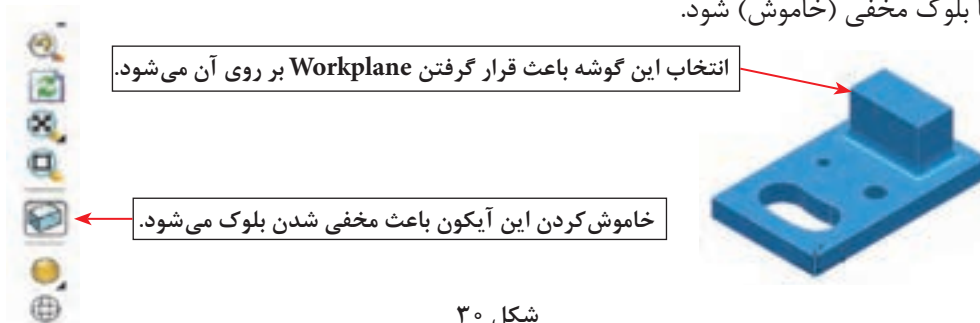 بلوک مخفی (خاموش) شود.
انتخاب این گوشه باعث قرار گرفتن Workplane بر روی آن می‌شود.
خاموش کردن این آیکون باعث مخفی شدن بلوک می‌شود.
شکل ۳۰